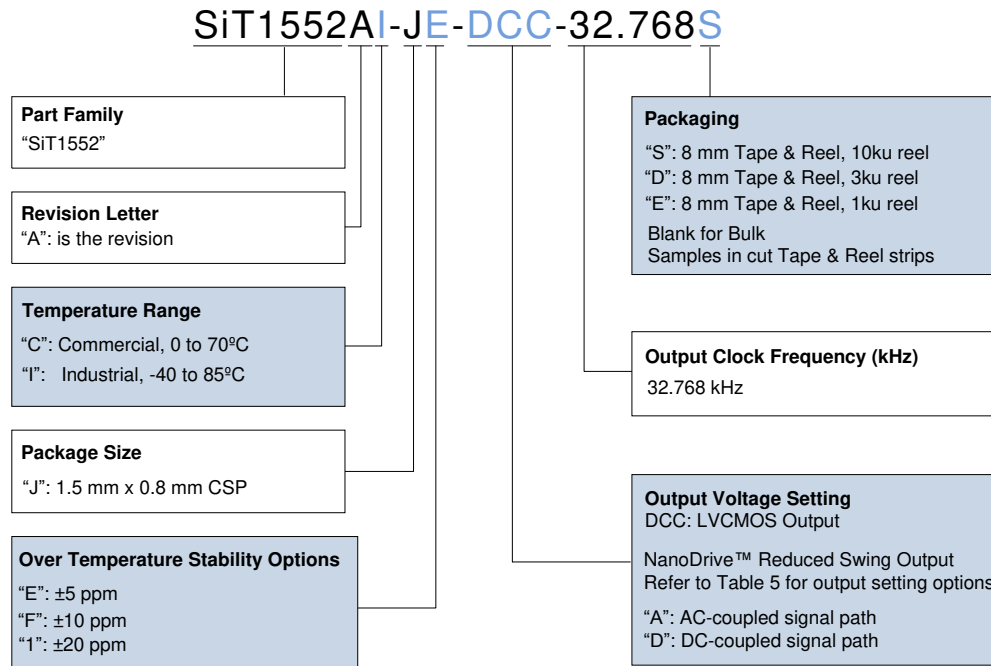 SiT1552AI-JE-DCC-32.768S
Part Family
“SiT1552”
Revision Letter
“A”: is the revision
Temperature Range
“C”: Commercial, 0 to 70ºC
“I”: Industrial, -40 to 85ºC
Package Size
“J”: 1.5 mm x 0.8 mm CSP
Over Temperature Stability Options
“E”: ±5 ppm
“F”: ±10 ppm
“1”: ±20 ppm
Packaging
“S”: 8 mm Tape & Reel, 10ku reel
“D”: 8 mm Tape & Reel, 3ku reel
“E”: 8 mm Tape & Reel, 1ku reel
Blank for Bulk
Samples in cut Tape & Reel strips
Output Clock Frequency (kHz)
32.768 kHz
Output Voltage Setting
DCC: LVCMOS Output
NanoDrive™ Reduced Swing Output
Refer to Table 5 for output setting options
“A”: AC-coupled signal path
“D”: DC-coupled signal path